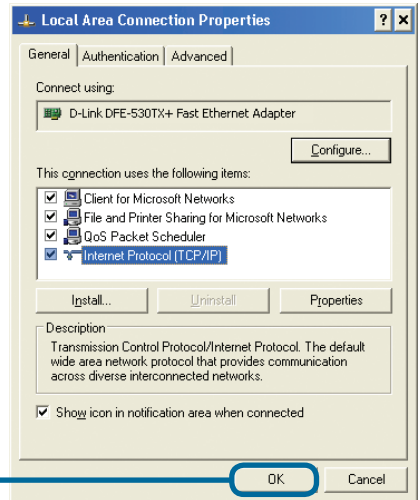 Local Area Connection Properties
General Authentication Advanced
Connect using:
D-Link DFE-530TX+ Fast Ethernet Adapter
Configure...
This connection uses the following items:
Client for Microsoft Networks
File and Printer Sharing for Microsoft Networks
QoS Packet Scheduler
Internet Protocol (TCP/IP)
Install... Uninstall Properties
Description
Transmission Control Protocol/Internet Protocol. The default
wide area network protocol that provides communication
across diverse interconnected networks.
Show icon in notification area when connected
OK Cancel